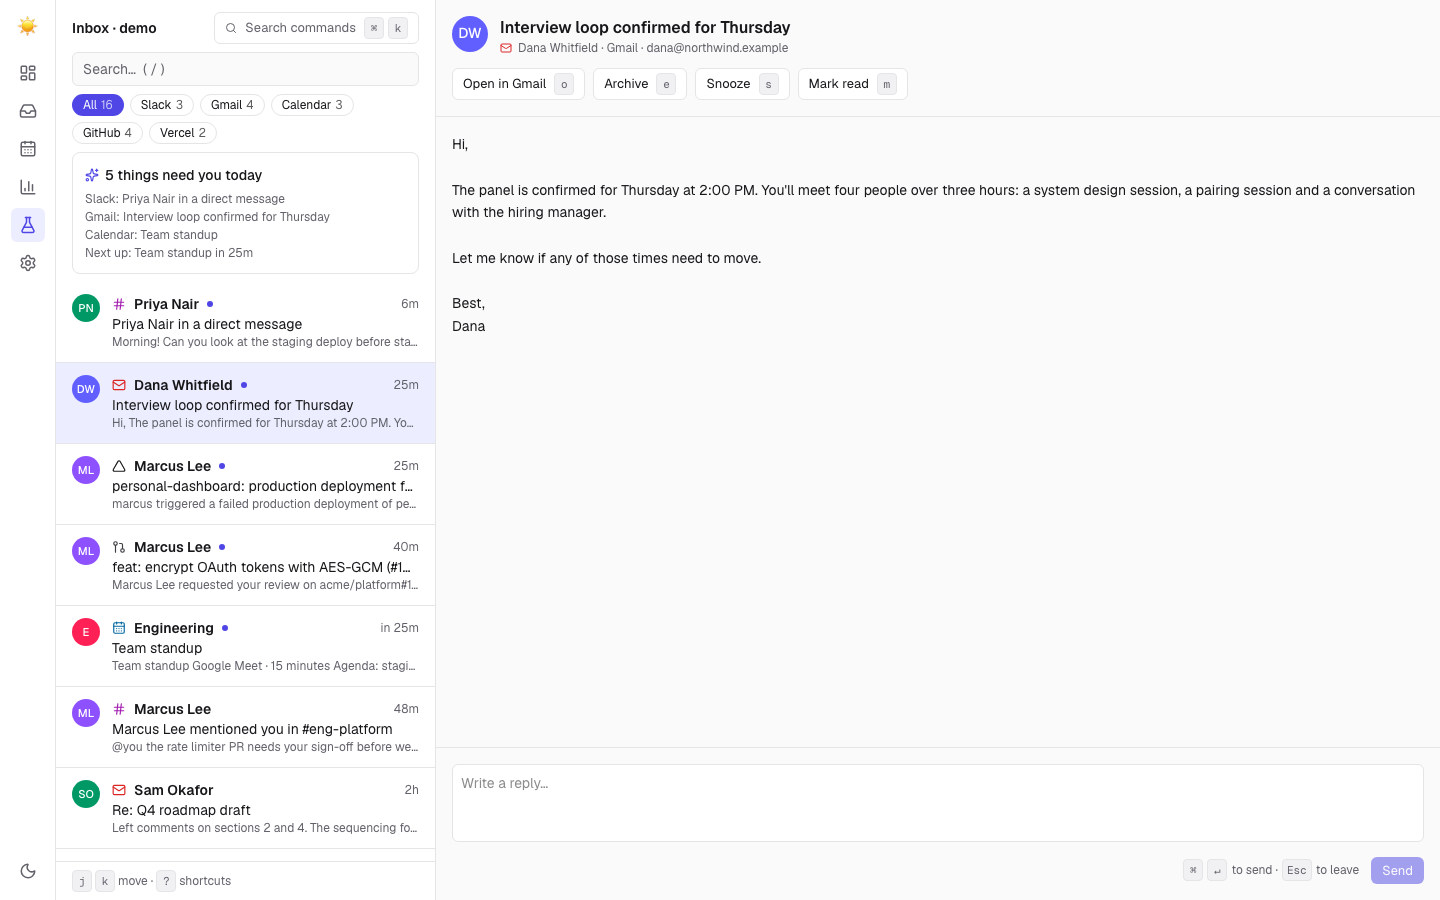 Inbox · demo
Search commands ⌘ k
Search... ( / )
All 16
Slack 3
Gmail 4
Calendar 3
GitHub 4
Vercel 2
5 things need you today
Slack: Priya Nair in a direct message
Gmail: Interview loop confirmed for Thursday
Calendar: Team standup
Next up: Team standup in 25m
PN
Priya Nair
6m
Priya Nair in a direct message
Morning! Can you look at the staging deploy before sta…
DW
Dana Whitfield
25m
Interview loop confirmed for Thursday
Hi, The panel is confirmed for Thursday at 2:00 PM. Yo…
ML
Marcus Lee
25m
personal-dashboard: production deployment f…
marcus triggered a failed production deployment of pe…
ML
Marcus Lee
40m
feat: encrypt OAuth tokens with AES-GCM (#1…
Marcus Lee requested your review on acme/platform#1…
E
Engineering
in 25m
Team standup
Team standup Google Meet · 15 minutes Agenda: stagi…
ML
Marcus Lee
48m
Marcus Lee mentioned you in #eng-platform
@you the rate limiter PR needs your sign-off before we…
SO
Sam Okafor
2h
Re: Q4 roadmap draft
Left comments on sections 2 and 4. The sequencing fo…
j k move · ? shortcuts
DW
Interview loop confirmed for Thursday
Dana Whitfield · Gmail · dana@northwind.example
Open in Gmail o
Archive e
Snooze s
Mark read m
Hi,
The panel is confirmed for Thursday at 2:00 PM. You'll meet four people over three hours: a system design session, a pairing session and a conversation
with the hiring manager.
Let me know if any of those times need to move.
Best,
Dana
Write a reply...
⌘ ↵ to send · Esc to leave
Send